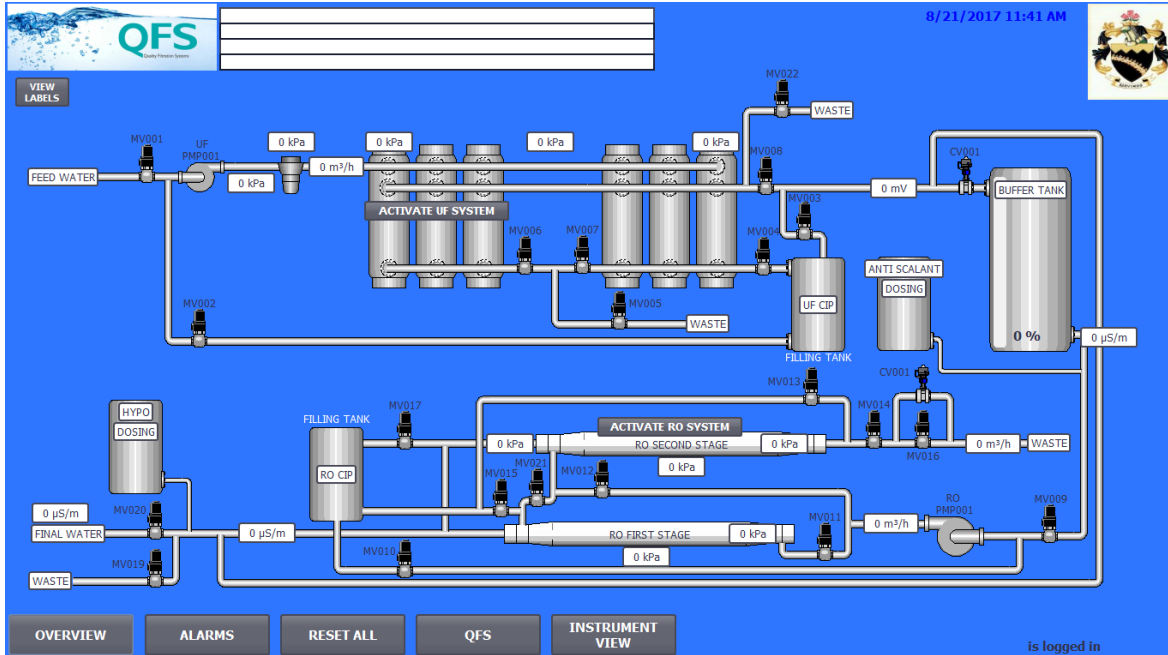 QFS
Quality Filtration Systems
8/21/2017 11:41 AM
VIEW
LABELS
MV022
WASTE
MV001
UF
PMP001
0 kPa
0 kPa
0 kPa
0 kPa
0 m³/h
0 kPa
MV008
CV001
FEED WATER
0 mV
BUFFER TANK
MV003
ACTIVATE UF SYSTEM
MV006
MV007
MV004
ANTI SCALANT
DOSING
MV002
MV005
UF CIP
WASTE
0 %
0 µS/m
FILLING TANK
CV001
MV013
HYPO
DOSING
FILLING TANK
MV017
MV014
ACTIVATE RO SYSTEM
0 kPa
RO SECOND STAGE
0 kPa
MV016
0 m³/h
WASTE
RO CIP
MV015
MV021
MV012
0 kPa
RO
PMP001
MV009
0 µS/m
MV020
MV011
0 m³/h
FINAL WATER
0 µS/m
RO FIRST STAGE
0 kPa
MV019
MV010
0 kPa
WASTE
OVERVIEW
ALARMS
RESET ALL
QFS
INSTRUMENT
VIEW
is logged in